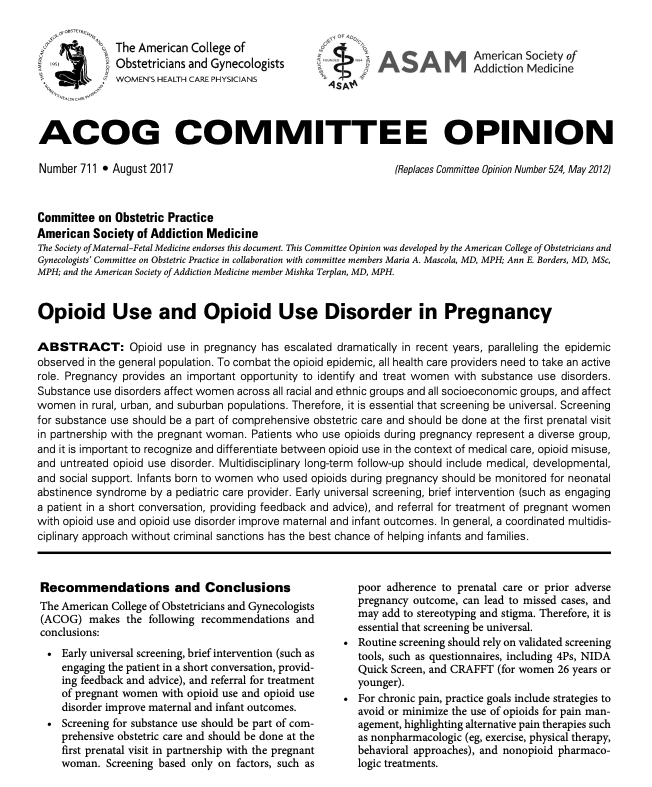 The American College of
Obstetricians and Gynecologists
WOMEN'S HEALTH CARE PHYSICIANS
ASAM
ASAM American Society of
Addiction Medicine
ACOG COMMITTEE OPINION
Number 711 • August 2017
(Replaces Committee Opinion Number 524, May 2012)
Committee on Obstetric Practice
American Society of Addiction Medicine
The Society of Maternal–Fetal Medicine endorses this document. This Committee Opinion was developed by the American College of Obstetricians and
Gynecologists' Committee on Obstetric Practice in collaboration with committee members Maria A. Mascola, MD, MPH; Ann E. Borders, MD, MSc,
MPH; and the American Society of Addiction Medicine member Mishka Terplan, MD, MPH.
Opioid Use and Opioid Use Disorder in Pregnancy
ABSTRACT: Opioid use in pregnancy has escalated dramatically in recent years, paralleling the epidemic
observed in the general population. To combat the opioid epidemic, all health care providers need to take an active
role. Pregnancy provides an important opportunity to identify and treat women with substance use disorders.
Substance use disorders affect women across all racial and ethnic groups and all socioeconomic groups, and affect
women in rural, urban, and suburban populations. Therefore, it is essential that screening be universal. Screening
for substance use should be a part of comprehensive obstetric care and should be done at the first prenatal visit
in partnership with the pregnant woman. Patients who use opioids during pregnancy represent a diverse group,
and it is important to recognize and differentiate between opioid use in the context of medical care, opioid misuse,
and untreated opioid use disorder. Multidisciplinary long-term follow-up should include medical, developmental,
and social support. Infants born to women who used opioids during pregnancy should be monitored for neonatal
abstinence syndrome by a pediatric care provider. Early universal screening, brief intervention (such as engaging
a patient in a short conversation, providing feedback and advice), and referral for treatment of pregnant women
with opioid use and opioid use disorder improve maternal and infant outcomes. In general, a coordinated multidis-
ciplinary approach without criminal sanctions has the best chance of helping infants and families.
Recommendations and Conclusions
The American College of Obstetricians and Gynecologists
(ACOG) makes the following recommendations and
conclusions:
• Early universal screening, brief intervention (such as
engaging the patient in a short conversation, provid-
ing feedback and advice), and referral for treatment
of pregnant women with opioid use and opioid use
disorder improve maternal and infant outcomes.
• Screening for substance use should be part of com-
prehensive obstetric care and should be done at the
first prenatal visit in partnership with the pregnant
woman. Screening based only on factors, such as
poor adherence to prenatal care or prior adverse
pregnancy outcome, can lead to missed cases, and
may add to stereotyping and stigma. Therefore, it is
essential that screening be universal.
• Routine screening should rely on validated screening
tools, such as questionnaires, including 4Ps, NIDA
Quick Screen, and CRAFFT (for women 26 years or
younger).
• For chronic pain, practice goals include strategies to
avoid or minimize the use of opioids for pain man-
agement, highlighting alternative pain therapies such
as nonpharmacologic (eg, exercise, physical therapy,
behavioral approaches), and nonopioid pharmaco-
logic treatments.